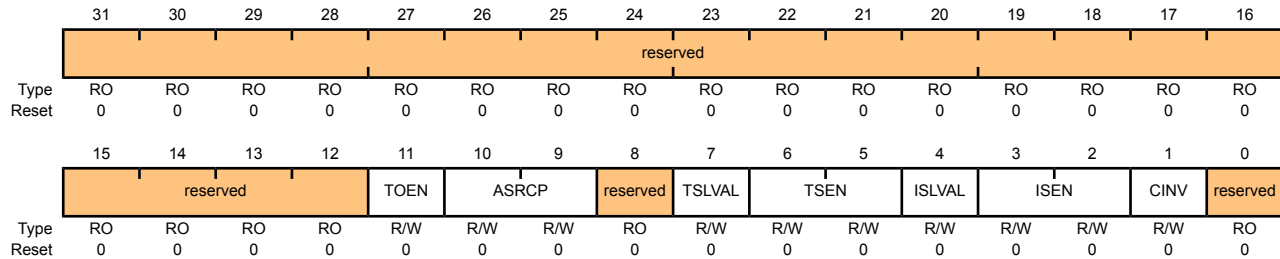 31 30 29 28 27 26 25 24 23 22 21 20 19 18 17 16
reserved
Type RO RO RO RO RO RO RO RO RO RO RO RO RO RO RO RO
Reset 0 0 0 0 0 0 0 0 0 0 0 0 0 0 0 0
15 14 13 12 11 10 9 8 7 6 5 4 3 2 1 0
reserved TOEN ASRCP reserved TSLVAL TSEN ISLVAL ISEN CINV reserved
Type RO RO RO RO R/W R/W R/W RO R/W R/W R/W R/W R/W R/W R/W RO
Reset 0 0 0 0 0 0 0 0 0 0 0 0 0 0 0 0